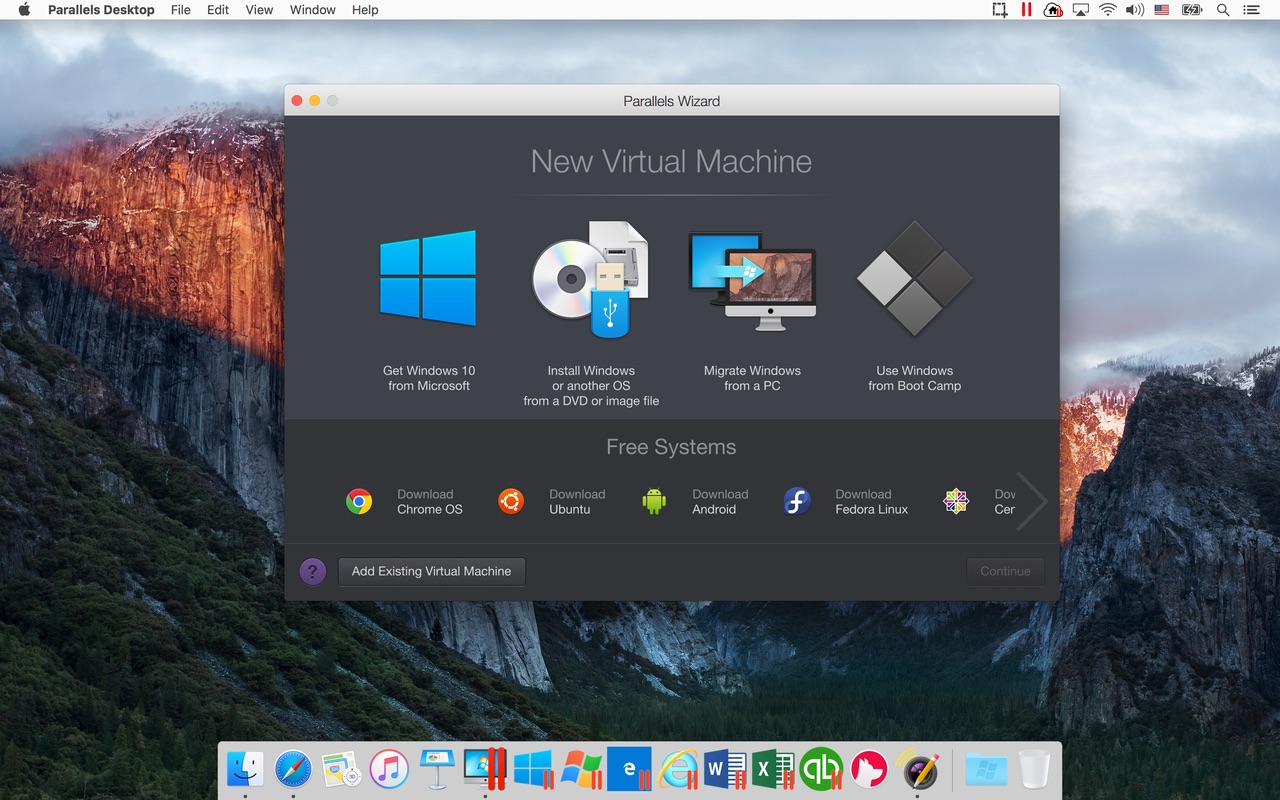 Parallels Desktop File Edit View Window Help
Parallels Wizard
New Virtual Machine
Get Windows 10
from Microsoft
Install Windows
or another OS
from a DVD or image file
Migrate Windows
from a PC
Use Windows
from Boot Camp
Free Systems
Download
Chrome OS
Download
Ubuntu
Download
Android
Download
Fedora Linux
Dov
Cer
?
Add Existing Virtual Machine
Continue